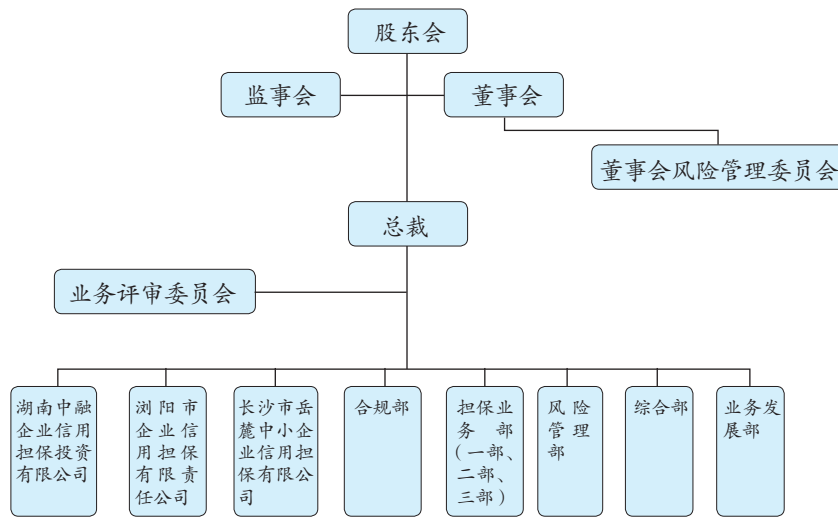 股东会
监事会
董事会
董事会风险管理委员会
总裁
业务评审委员会
湖南中融
企业信用
担保投资
有限公司
浏阳市
企业信
用担保
有限责
任公司
长沙市岳
麓中小企
业信用担
保有限公
司
合规部
担保业
务部
（一部、
二部、
三部）
风险
管理
部
综合部
业务发
展部